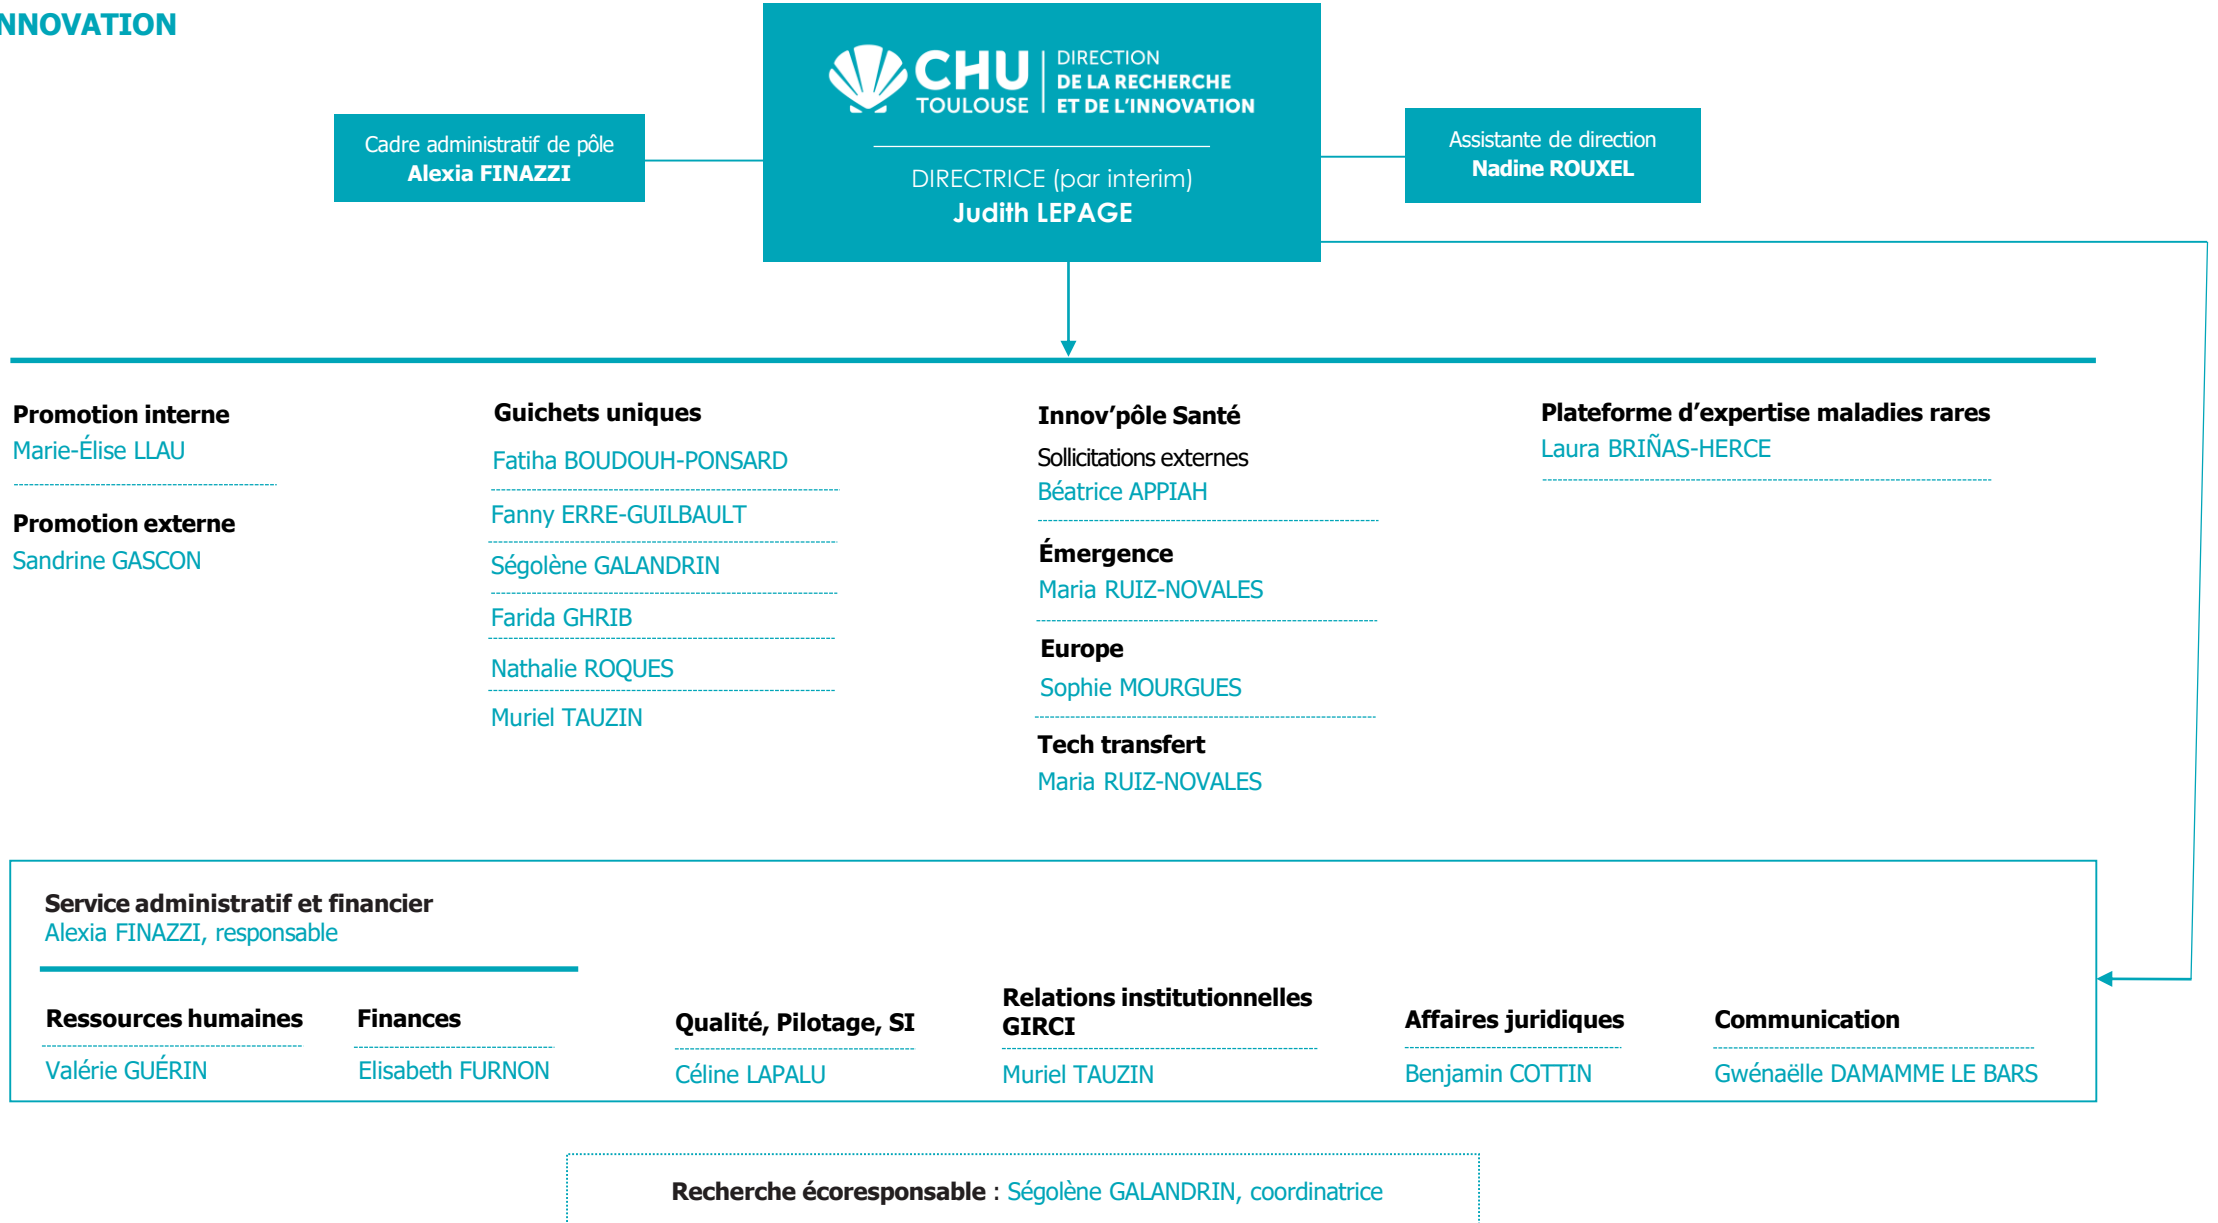 NNOVATION
CHU
TOULOUSE
DIRECTION
DE LA RECHERCHE
ET DE L'INNOVATION
DIRECTRICE (par interim)
Judith LEPAGE
Cadre administratif de pôle
Alexia FINAZZI
Assistante de direction
Nadine ROUXEL
Promotion interne
Marie-Élise LLAU
Promotion externe
Sandrine GASCON
Guichets uniques
Fatiha BOUDOUH-PONSARD
Fanny ERRE-GUILBAULT
Ségolène GALANDRIN
Farida GHRIB
Nathalie ROQUES
Muriel TAUZIN
Innov’pôle Santé
Sollicitations externes
Béatrice APPIAH
Émergence
Maria RUIZ-NOVALES
Europe
Sophie MOURGUES
Tech transfert
Maria RUIZ-NOVALES
Plateforme d’expertise maladies rares
Laura BRIÑAS-HERCE
Service administratif et financier
Alexia FINAZZI, responsable
Ressources humaines
Valérie GUÉRIN
Finances
Elisabeth FURNON
Qualité, Pilotage, SI
Céline LAPALU
Relations institutionnelles
GIRCI
Muriel TAUZIN
Affaires juridiques
Benjamin COTTIN
Communication
Gwénaëlle DAMAMME LE BARS
Recherche écoresponsable : Ségolène GALANDRIN, coordinatrice